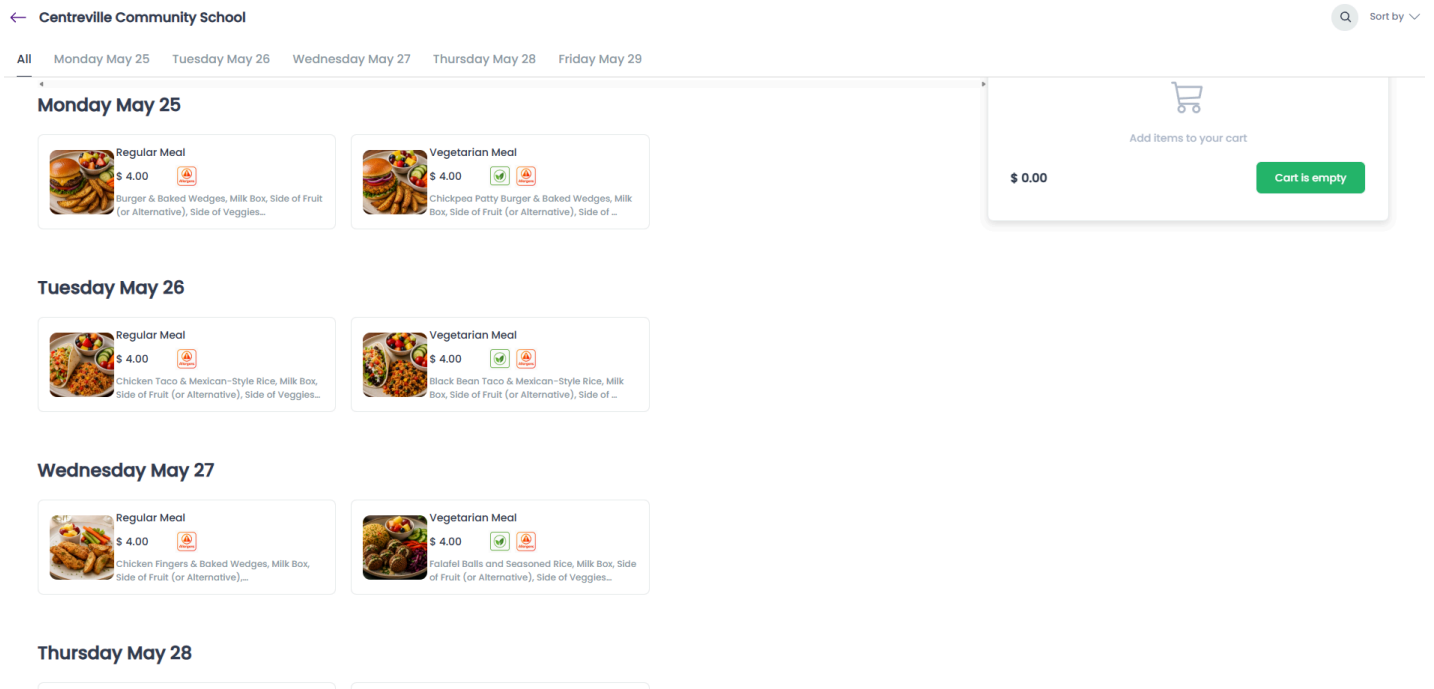 Centreville Community School
Sort by
All Monday May 25 Tuesday May 26 Wednesday May 27 Thursday May 28 Friday May 29
Monday May 25
Regular Meal
$ 4.00
Burger & Baked Wedges, Milk Box, Side of Fruit
(or Alternative), Side of Veggies...
Vegetarian Meal
$ 4.00
Chickpea Patty Burger & Baked Wedges, Milk
Box, Side of Fruit (or Alternative), Side of ...
Add items to your cart
$ 0.00
Cart is empty
Tuesday May 26
Regular Meal
$ 4.00
Chicken Taco & Mexican-Style Rice, Milk Box,
Side of Fruit (or Alternative), Side of Veggies...
Vegetarian Meal
$ 4.00
Black Bean Taco & Mexican-Style Rice, Milk
Box, Side of Fruit (or Alternative), Side of ...
Wednesday May 27
Regular Meal
$ 4.00
Chicken Fingers & Baked Wedges, Milk Box,
Side of Fruit (or Alternative),...
Vegetarian Meal
$ 4.00
Falafel Balls and Seasoned Rice, Milk Box, Side
of Fruit (or Alternative), Side of Veggies...
Thursday May 28